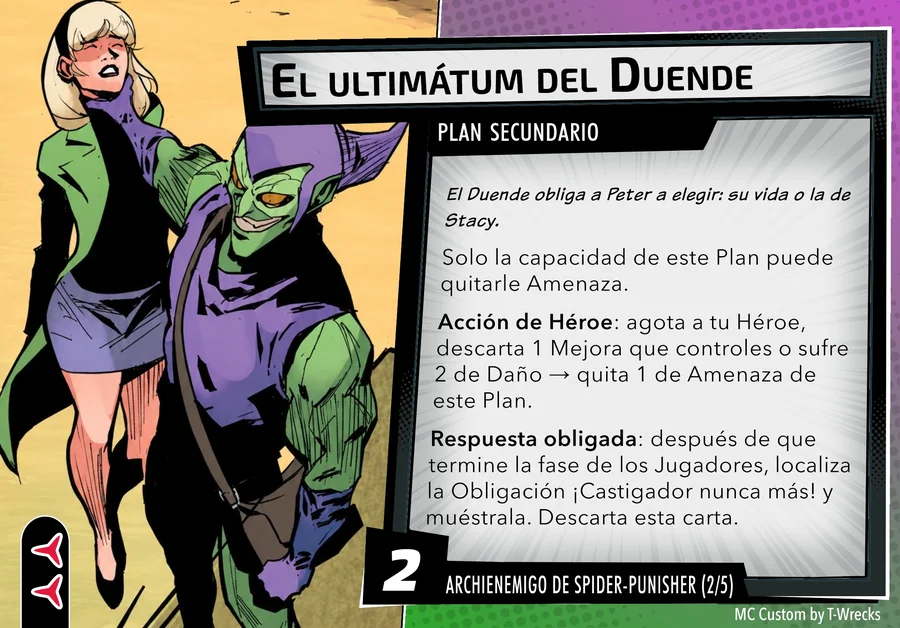 El ultimátum del Duende
PLAN SECUNDARIO
El Duende obliga a Peter a elegir: su vida o la de
Stacy.
Solo la capacidad de este Plan puede
quitarle Amenaza.
Acción de Héroe: agota a tu Héroe,
descarta 1 Mejora que controles o sufre
2 de Daño → quita 1 de Amenaza de
este Plan.
Respuesta obligada: después de que
termine la fase de los Jugadores, localiza
la Obligación ¡Castigador nunca más! y
muéstrala. Descarta esta carta.
2
ARCHIENEMIGO DE SPIDER-PUNISHER (2/5)
MC Custom by T-Wrecks